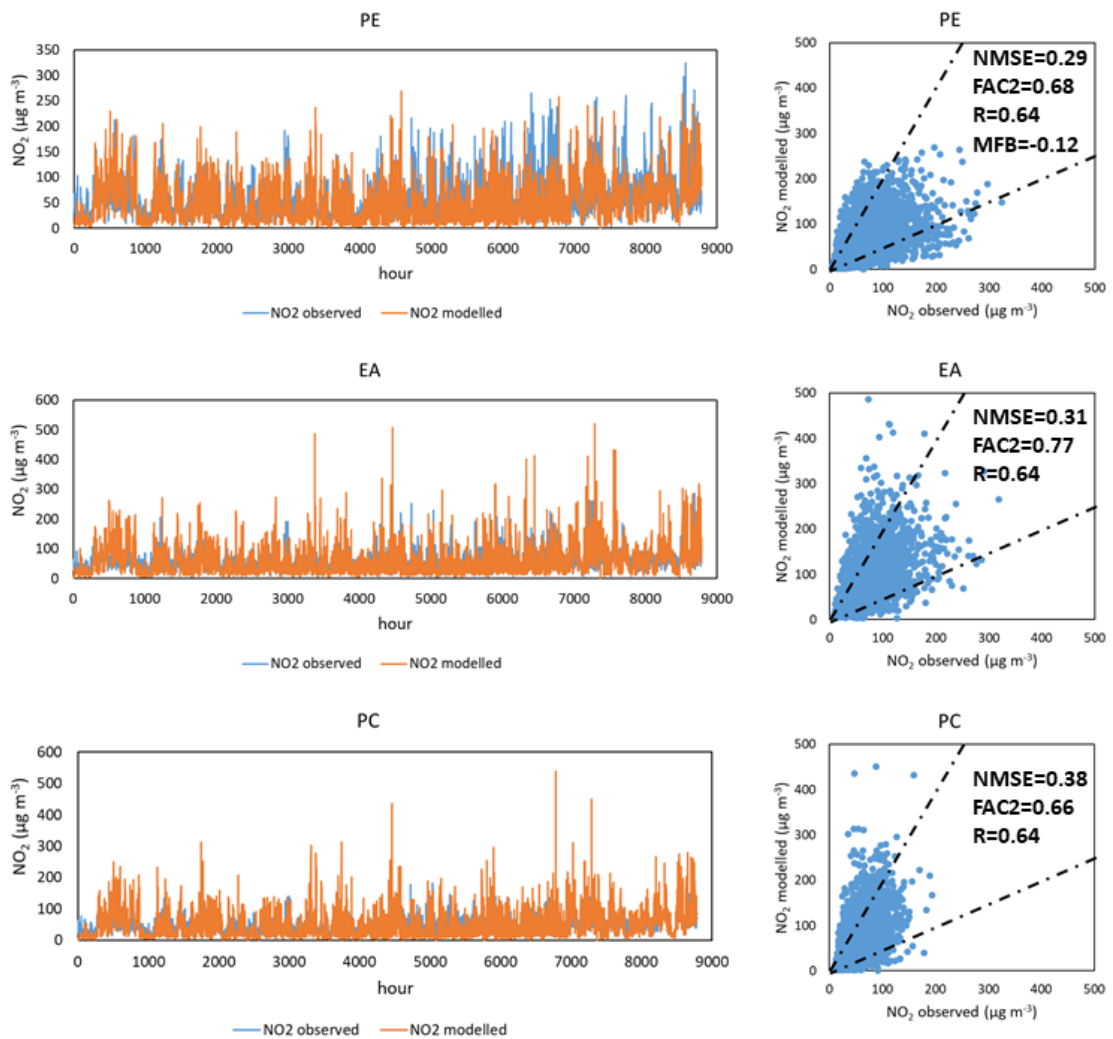 PE
350
300
250
200
150
100
50
0
NO₂ (µg m⁻³)
0 1000 2000 3000 4000 5000 6000 7000 8000 9000
hour
NO2 observed NO2 modelled
PE
500
400
300
200
100
0
NO₂ modelled (µg m⁻³)
NMSE=0.29
FAC2=0.68
R=0.64
MFB=-0.12
0 100 200 300 400 500
NO₂ observed (µg m⁻³)
EA
600
500
400
300
200
100
0
NO₂ (µg m⁻³)
0 1000 2000 3000 4000 5000 6000 7000 8000 9000
hour
NO2 observed NO2 modelled
EA
500
400
300
200
100
0
NO₂ modelled (µg m⁻³)
NMSE=0.31
FAC2=0.77
R=0.64
0 100 200 300 400 500
NO₂ observed (µg m⁻³)
PC
600
500
400
300
200
100
0
NO₂ (µg m⁻³)
0 1000 2000 3000 4000 5000 6000 7000 8000 9000
hour
NO2 observed NO2 modelled
PC
500
400
300
200
100
0
NO₂ modelled (µg m⁻³)
NMSE=0.38
FAC2=0.66
R=0.64
0 100 200 300 400 500
NO₂ observed (µg m⁻³)